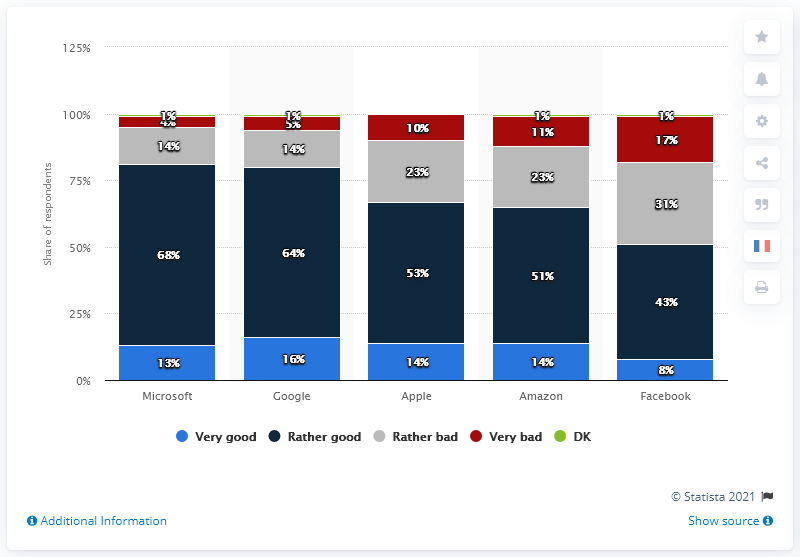 125%
100%
75%
50%
25%
0%
Share of respondents
1% 1% 1% 1%
4% 5% 10% 11% 17%
14% 14% 23% 23% 31%
68% 64% 53% 51% 43%
13% 16% 14% 14% 8%
Microsoft Google Apple Amazon Facebook
Very good Rather good Rather bad Very bad DK
© Statista 2021
Additional Information Show source